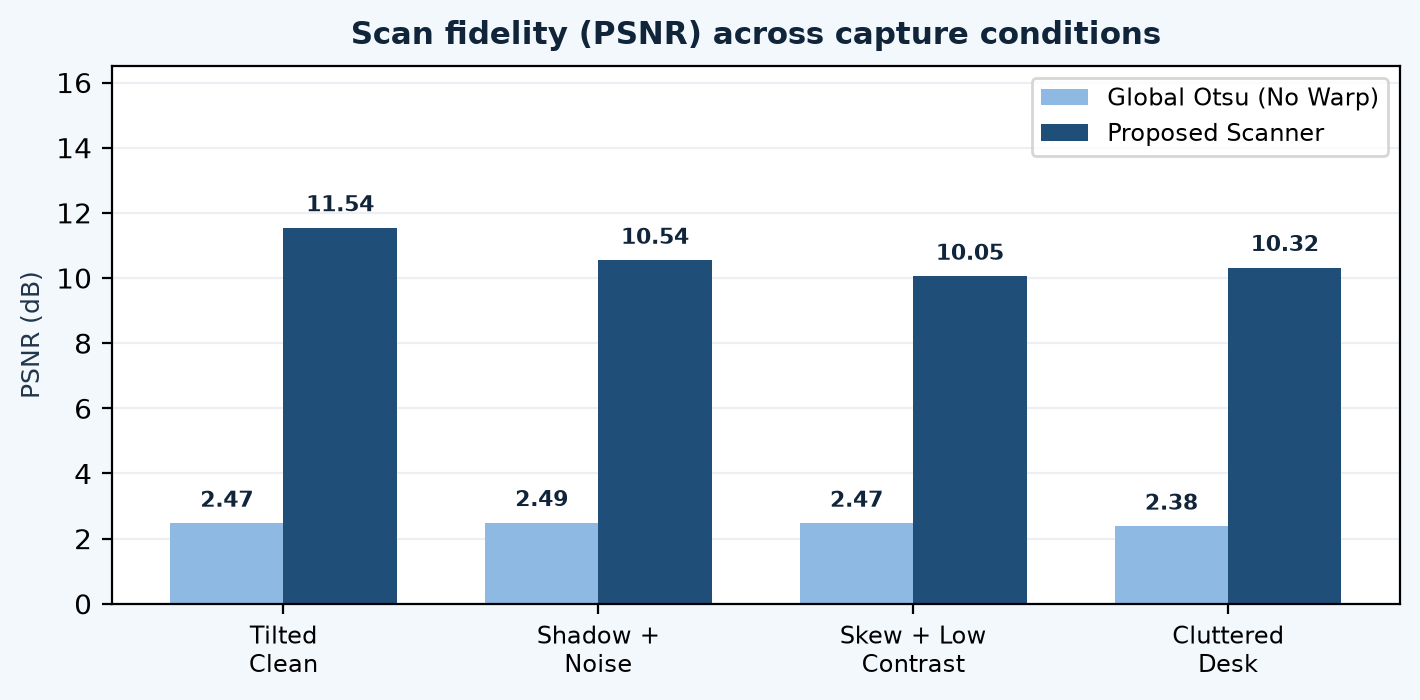 Scan fidelity (PSNR) across capture conditions
PSNR (dB)
16
14
12
10
8
6
4
2
0
Global Otsu (No Warp)
Proposed Scanner
2.47
11.54
2.49
10.54
2.47
10.05
2.38
10.32
Tilted
Clean
Shadow +
Noise
Skew + Low
Contrast
Cluttered
Desk